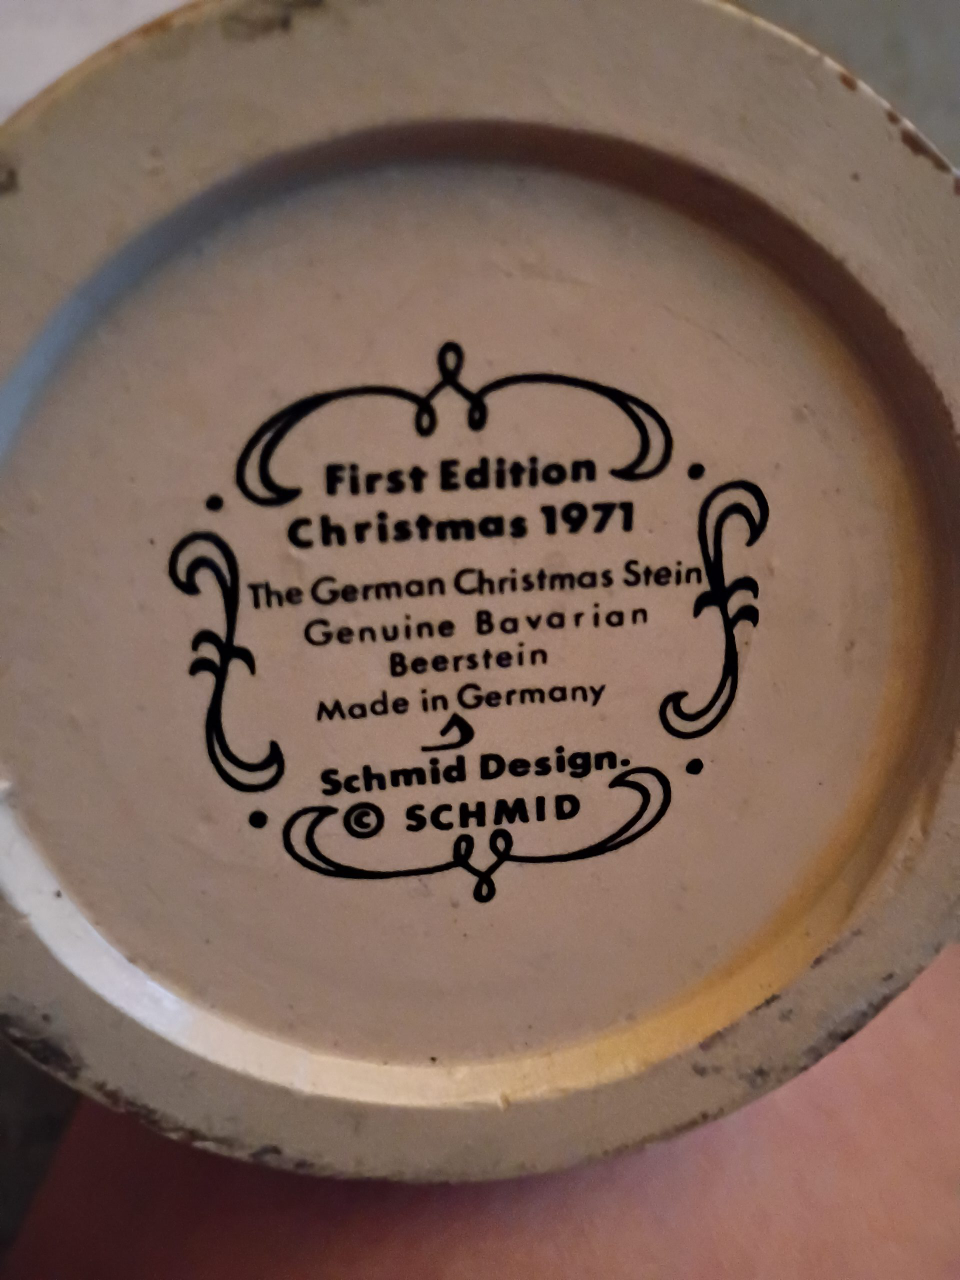 First Edition
Christmas 1971
The German Christmas Stein
Genuine Bavarian
Beerstein
Made in Germany
Schmid Design.
© SCHMID